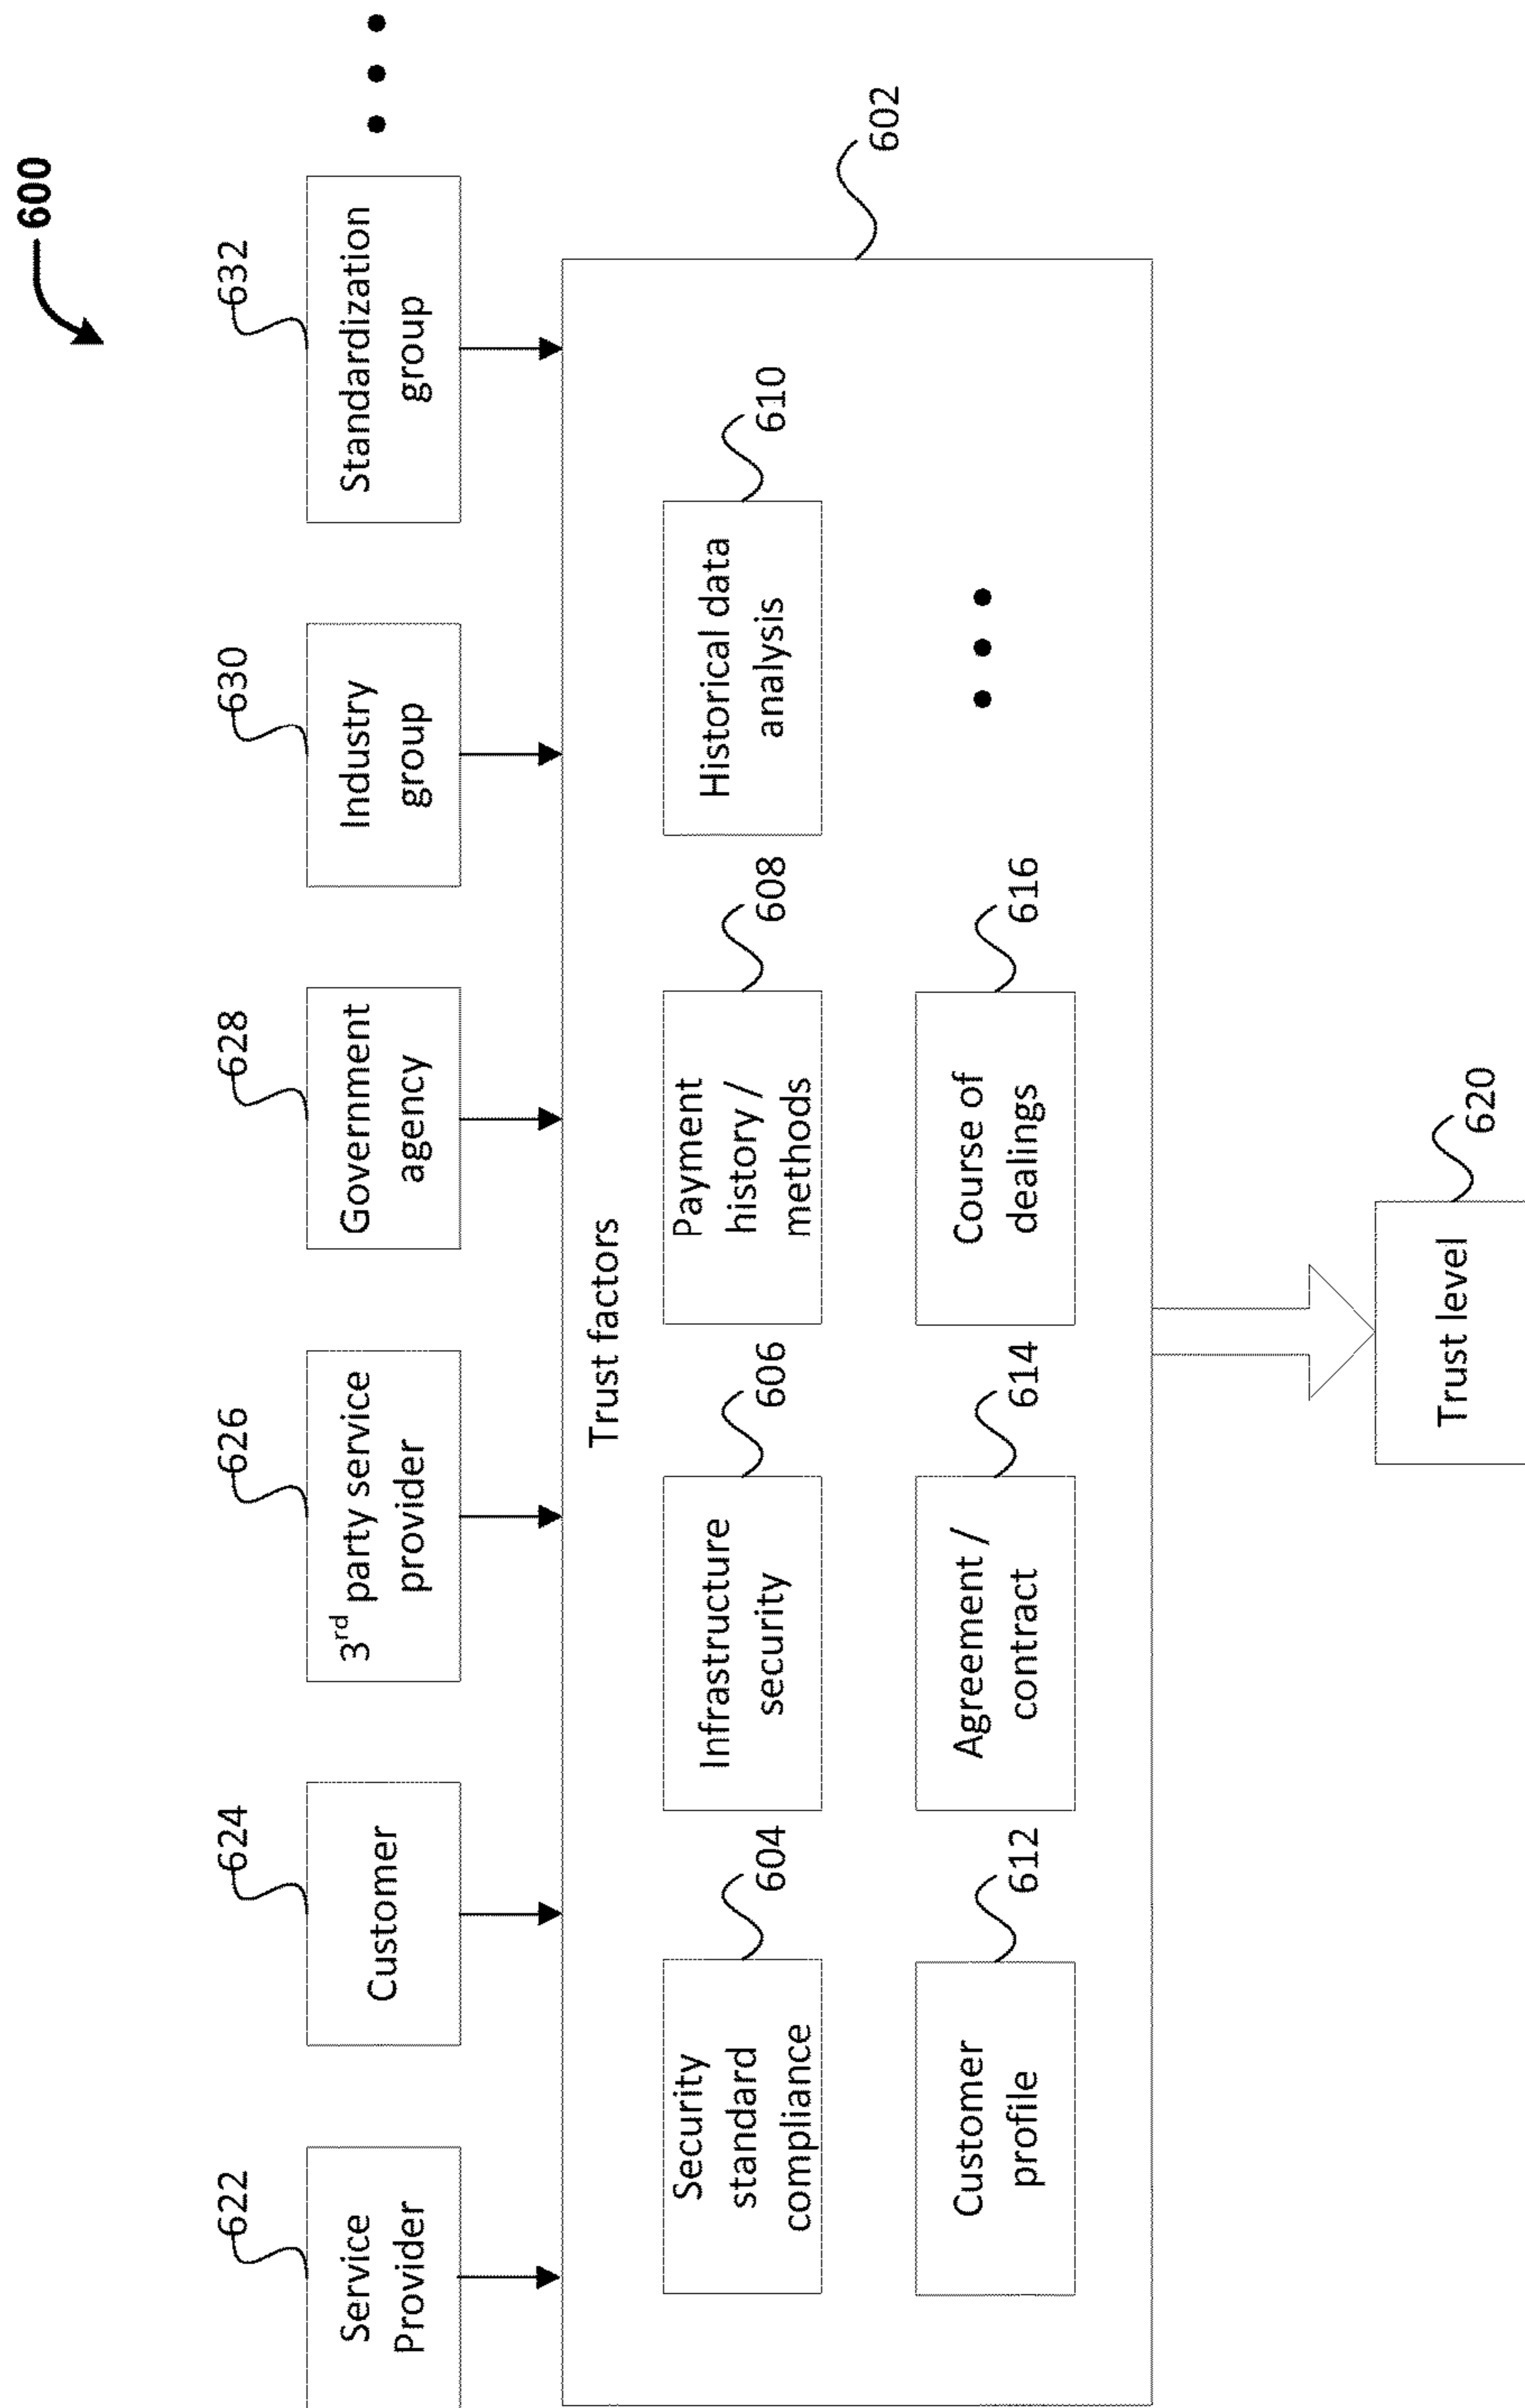 600
622
624
626
628
630
632
Service
Provider
Customer
3rd party service
provider
Government
agency
Industry
group
Standardization
group
Trust factors
602
604
606
608
610
Security
standard
compliance
Infrastructure
security
Payment
history /
methods
Historical data
analysis
612
614
616
Customer
profile
Agreement /
contract
Course of
dealings
620
Trust level